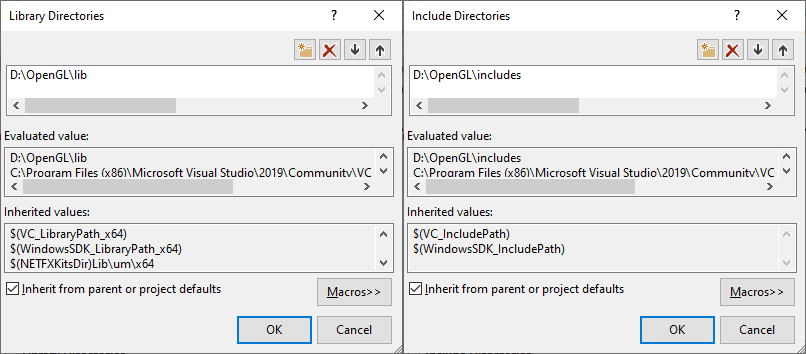 Library Directories
D:\OpenGL\lib
Evaluated value:
D:\OpenGL\lib
C:\Program Files (x86)\Microsoft Visual Studio\2019\Community\VC
Inherited values:
$(VC_LibraryPath_x64)
$(WindowsSDK_LibraryPath_x64)
$(NETFXKitsDir)Lib\um\x64
Inherit from parent or project defaults
Macros>>
OK
Cancel
Include Directories
D:\OpenGL\includes
Evaluated value:
D:\OpenGL\includes
C:\Program Files (x86)\Microsoft Visual Studio\2019\Community\VC
Inherited values:
$(VC_IncludePath)
$(WindowsSDK_IncludePath)
Inherit from parent or project defaults
Macros>>
OK
Cancel